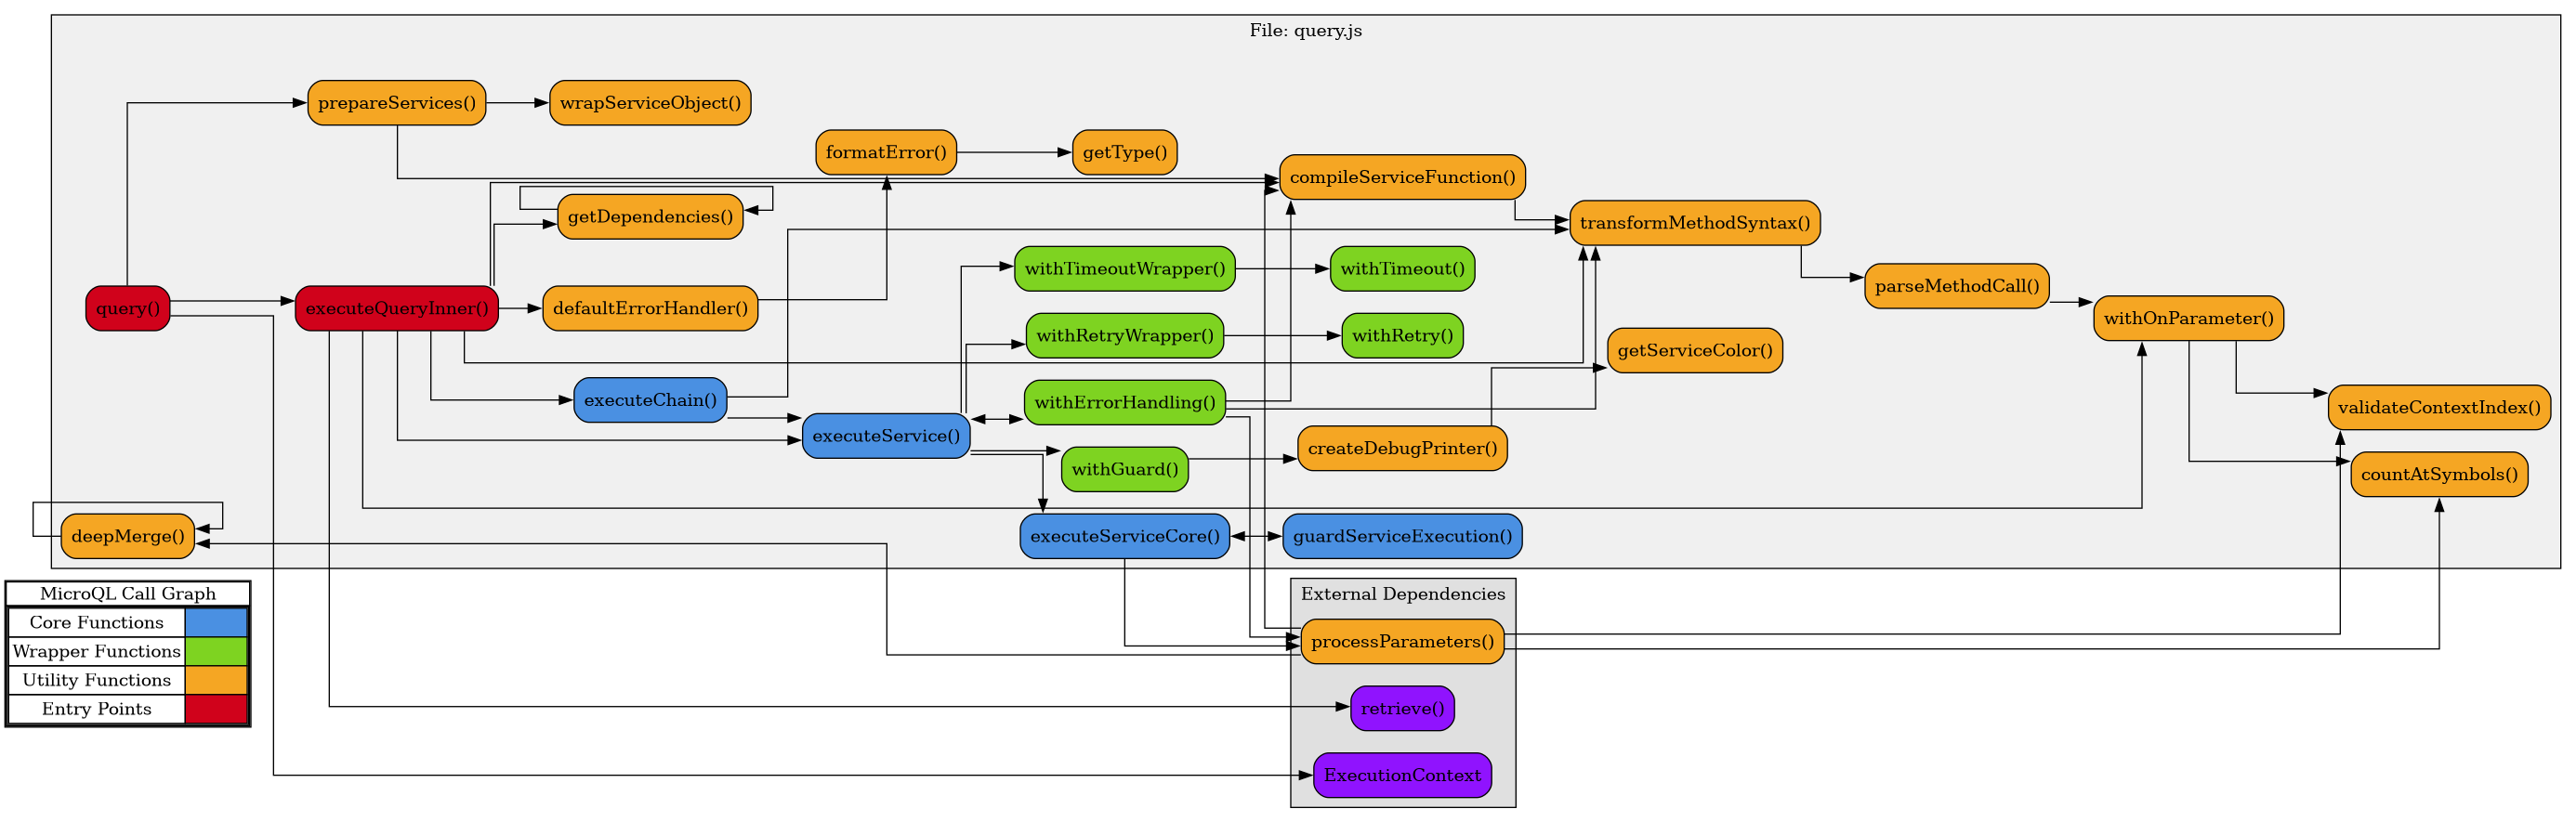 File: query.js
prepareServices()
wrapServiceObject()
formatError()
getType()
compileServiceFunction()
getDependencies()
transformMethodSyntax()
withTimeoutWrapper()
withTimeout()
parseMethodCall()
query()
executeQueryInner()
defaultErrorHandler()
withOnParameter()
withRetryWrapper()
withRetry()
getServiceColor()
executeChain()
withErrorHandling()
validateContextIndex()
executeService()
createDebugPrinter()
withGuard()
countAtSymbols()
deepMerge()
executeServiceCore()
guardServiceExecution()
MicroQL Call Graph
Core Functions
Wrapper Functions
Utility Functions
Entry Points
External Dependencies
processParameters()
retrieve()
ExecutionContext